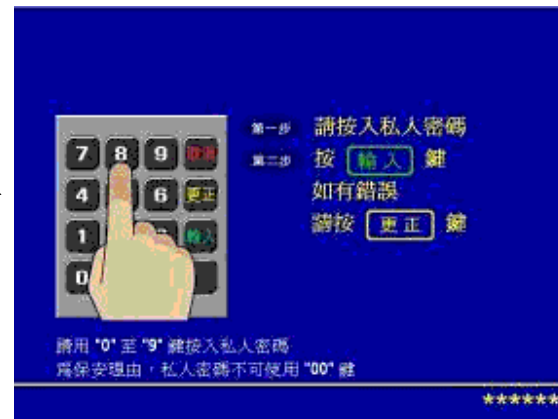 第一步 請按入私人密碼
第二步 按 輸入 鍵
如有錯誤
請按 更正 鍵
7 8 9 取消
4 6 更正
1 輸入
0
請用 "0" 至 "9" 鍵按入私人密碼
為保安理由，私人密碼不可使用 "00" 鍵
******